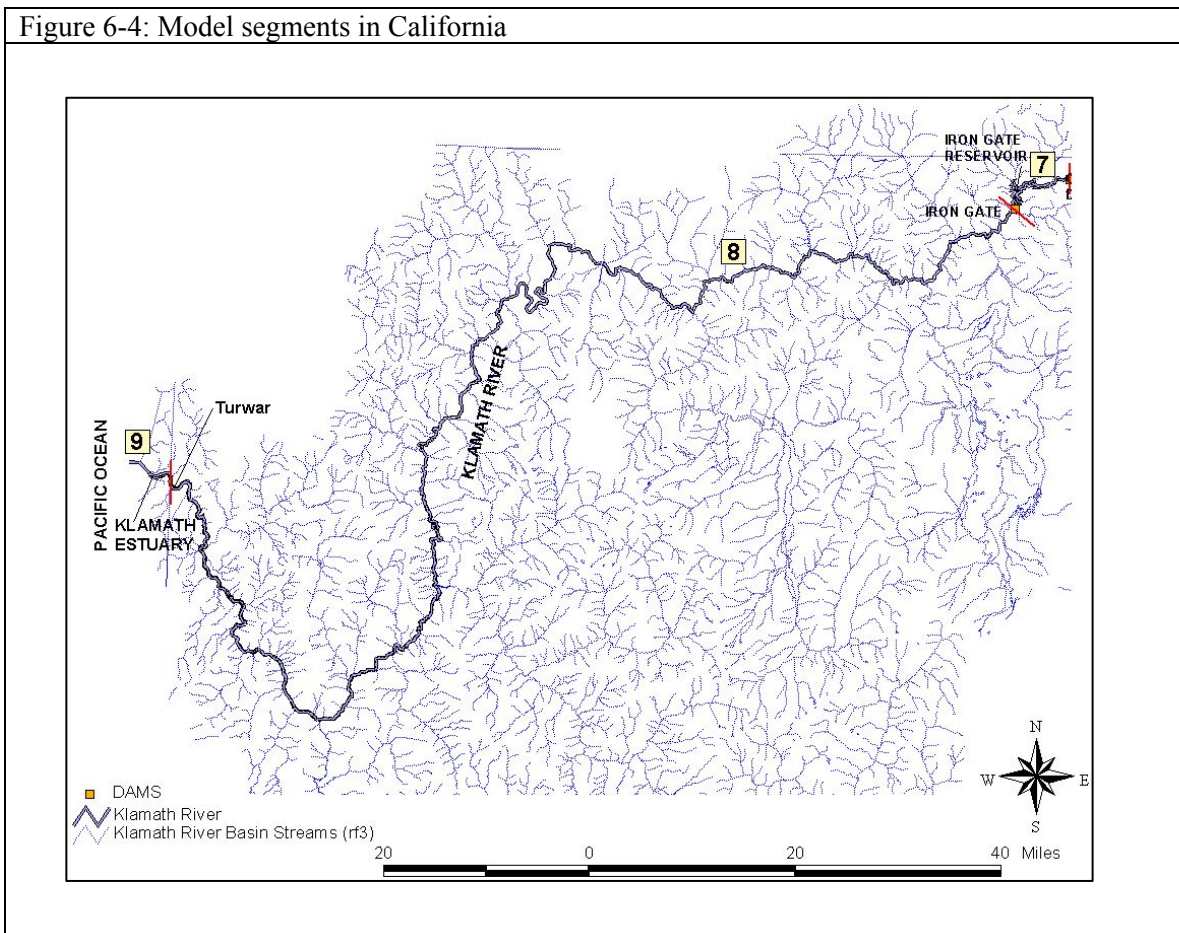 Figure 6-4: Model segments in California
IRON GATE
RESERVOIR
7
IRON GATE
8
KLAMATH RIVER
Turwar
9
PACIFIC OCEAN
KLAMATH
ESTUARY
N
W E
S
DAMS
Klamath River
Klamath River Basin Streams (rf3)
20 0 20 40 Miles